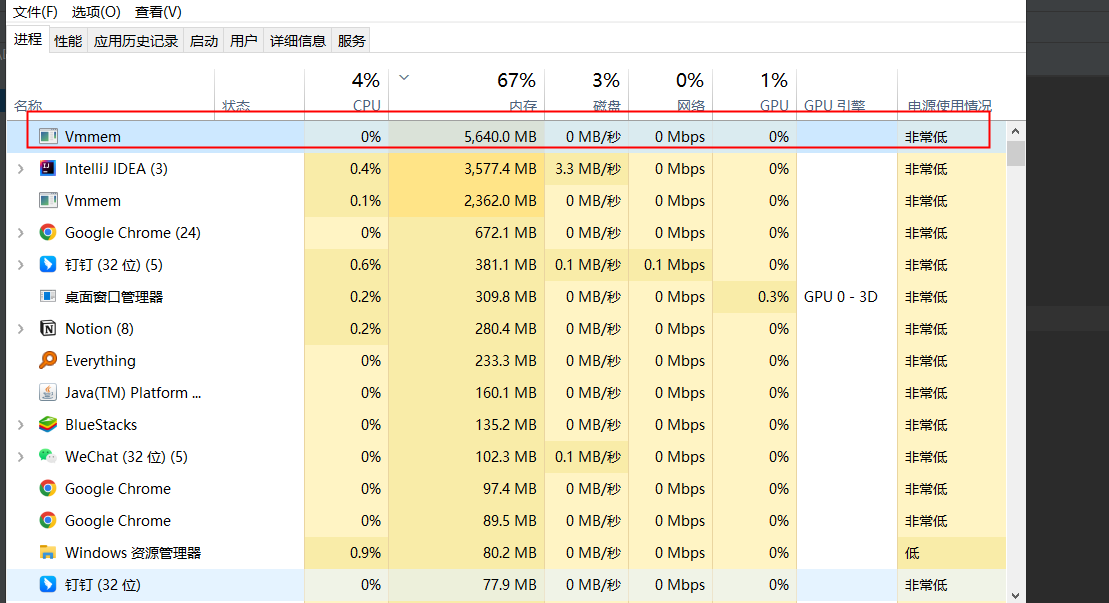 文件(F) 选项(O) 查看(V)
进程 性能 应用历史记录 启动 用户 详细信息 服务
4% 67% 3% 0% 1%
名称 状态 CPU 内存 磁盘 网络 GPU GPU 引擎 电源使用情况
Vmmem 0% 5,640.0 MB 0 MB/秒 0 Mbps 0% 非常低
IntelliJ IDEA (3) 0.4% 3,577.4 MB 3.3 MB/秒 0 Mbps 0% 非常低
Vmmem 0.1% 2,362.0 MB 0 MB/秒 0 Mbps 0% 非常低
Google Chrome (24) 0% 672.1 MB 0 MB/秒 0 Mbps 0% 非常低
钉钉 (32 位) (5) 0.6% 381.1 MB 0.1 MB/秒 0.1 Mbps 0% 非常低
桌面窗口管理器 0.2% 309.8 MB 0 MB/秒 0 Mbps 0.3% GPU 0 - 3D 非常低
Notion (8) 0.2% 280.4 MB 0 MB/秒 0 Mbps 0% 非常低
Everything 0% 233.3 MB 0 MB/秒 0 Mbps 0% 非常低
Java(TM) Platform ... 0% 160.1 MB 0 MB/秒 0 Mbps 0% 非常低
BlueStacks 0% 135.2 MB 0 MB/秒 0 Mbps 0% 非常低
WeChat (32 位) (5) 0% 102.3 MB 0.1 MB/秒 0 Mbps 0% 非常低
Google Chrome 0% 97.4 MB 0 MB/秒 0 Mbps 0% 非常低
Google Chrome 0% 89.5 MB 0 MB/秒 0 Mbps 0% 非常低
Windows 资源管理器 0.9% 80.2 MB 0 MB/秒 0 Mbps 0% 低
钉钉 (32 位) 0% 77.9 MB 0 MB/秒 0 Mbps 0% 非常低